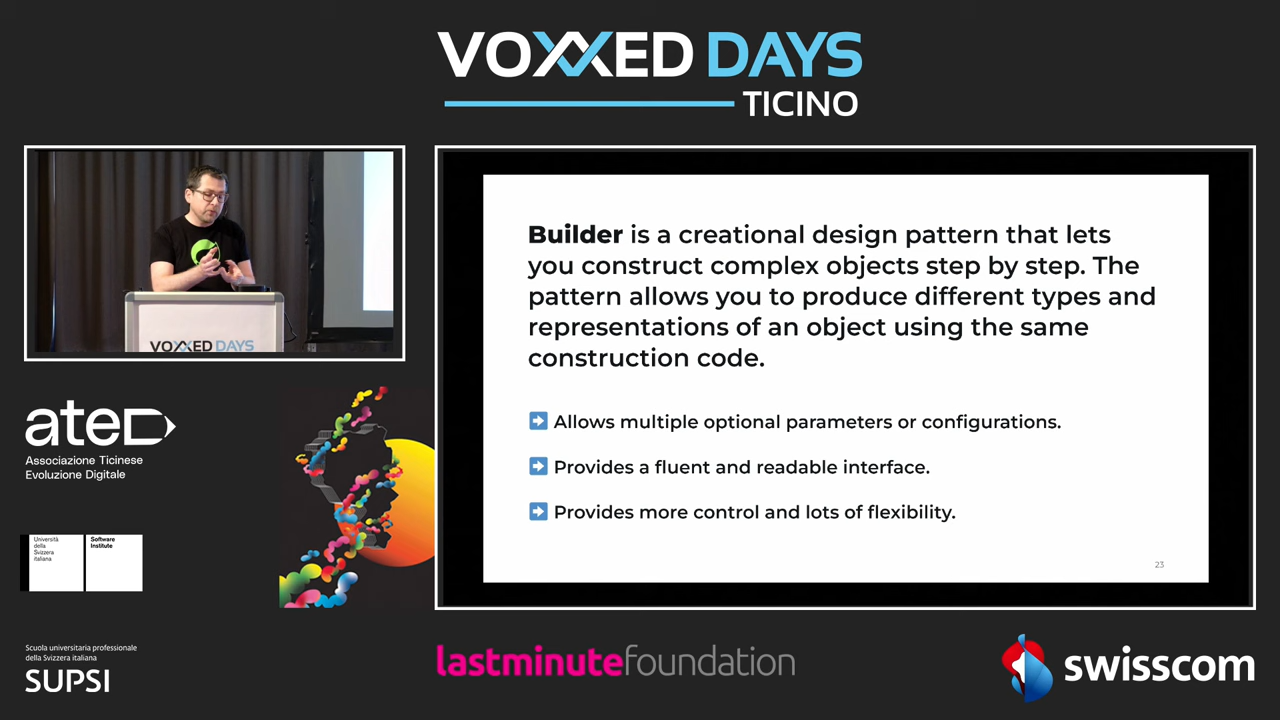 VOXXED DAYS
TICINO
VOXXED DAYS
Builder is a creational design pattern that lets
you construct complex objects step by step. The
pattern allows you to produce different types and
representations of an object using the same
construction code.
➡ Allows multiple optional parameters or configurations.
➡ Provides a fluent and readable interface.
➡ Provides more control and lots of flexibility.
23
ated
Associazione Ticinese
Evoluzione Digitale
Università
della
Svizzera
italiana
Software
Institute
Scuola universitaria professionale
della Svizzera italiana
SUPSI
lastminutefoundation
swisscom